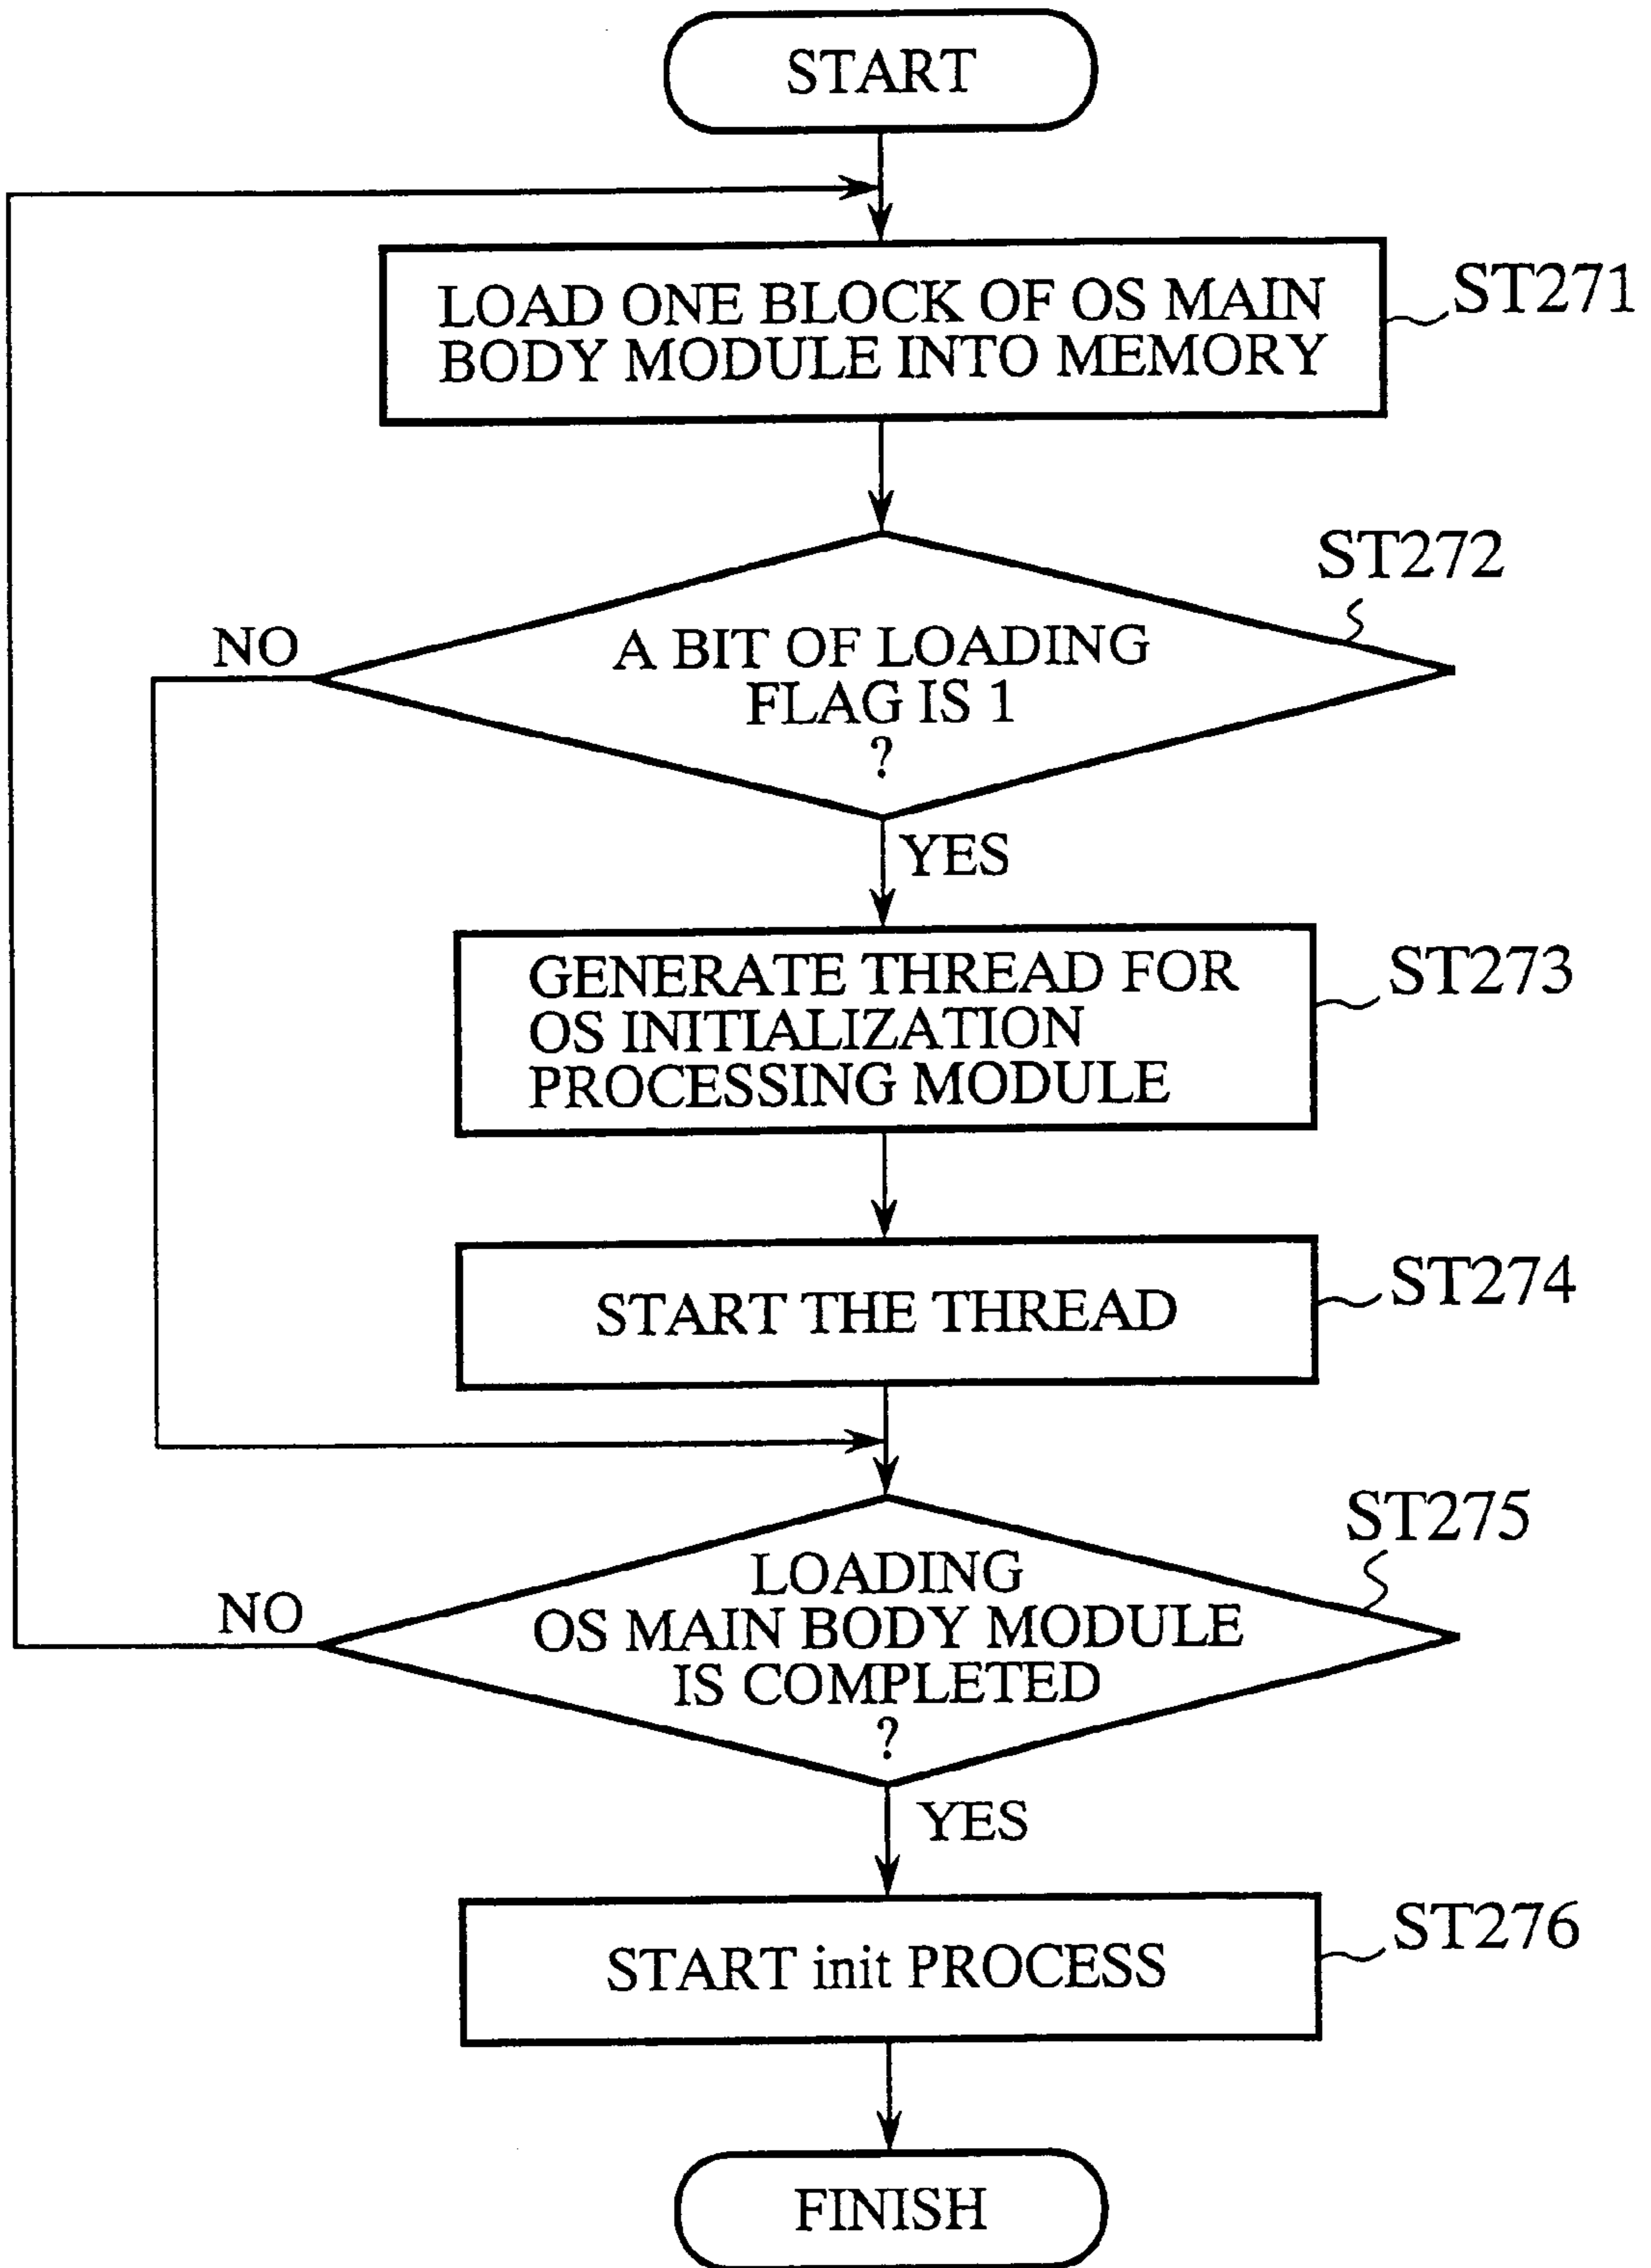 START
LOAD ONE BLOCK OF OS MAIN
BODY MODULE INTO MEMORY
ST271
ST272
NO
A BIT OF LOADING
FLAG IS 1
?
YES
GENERATE THREAD FOR
OS INITIALIZATION
PROCESSING MODULE
ST273
START THE THREAD
ST274
ST275
NO
LOADING
OS MAIN BODY MODULE
IS COMPLETED
?
YES
START init PROCESS
ST276
FINISH